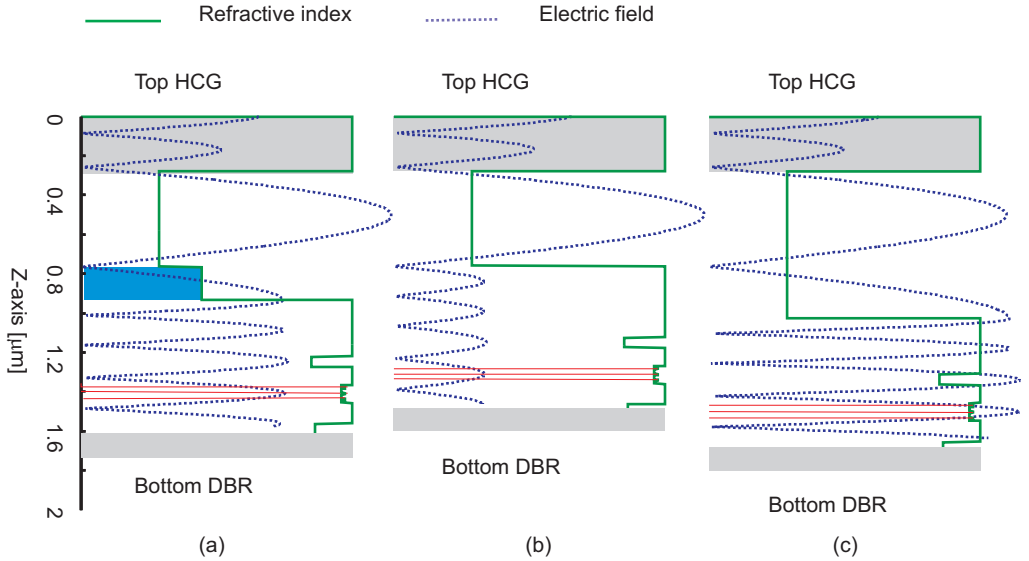 Refractive index
Electric field
Top HCG
Top HCG
Top HCG
0
0.4
0.8
1.2
1.6
2
Z-axis [µm]
Bottom DBR
Bottom DBR
Bottom DBR
(a)
(b)
(c)